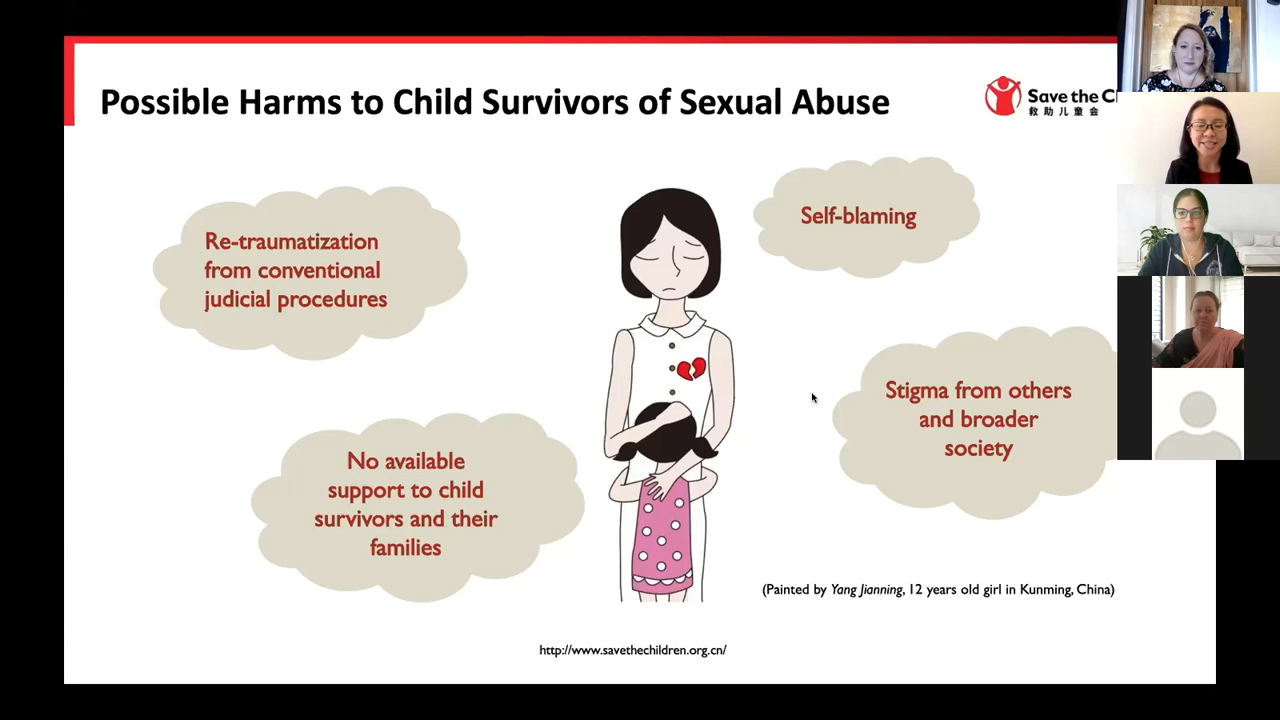 Possible Harms to Child Survivors of Sexual Abuse
Save the C
救助儿童会
Re-traumatization
from conventional
judicial procedures
Self-blaming
Stigma from others
and broader
society
No available
support to child
survivors and their
families
(Painted by Yang Jianning, 12 years old girl in Kunming, China)
http://www.savethechildren.org.cn/